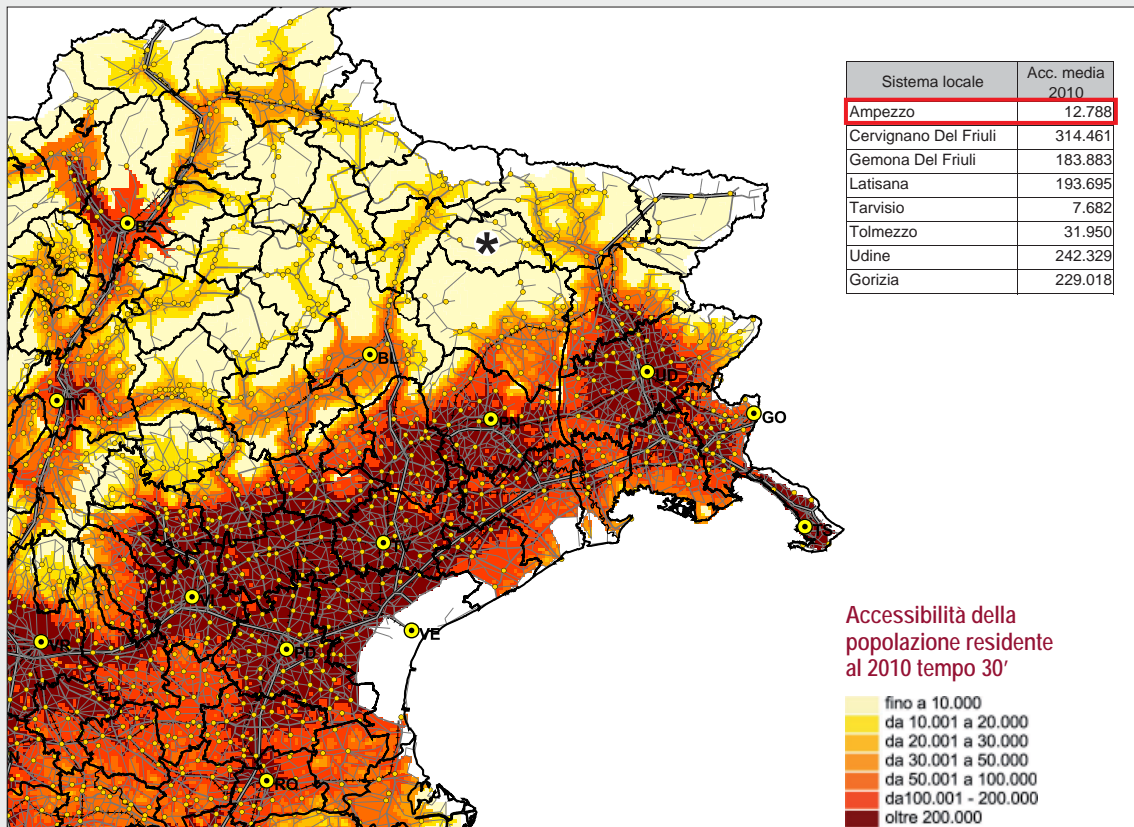 Sistema locale Acc. media 2010
Ampezzo 12.788
Cervignano Del Friuli 314.461
Gemona Del Friuli 183.883
Latisana 193.695
Tarvisio 7.682
Tolmezzo 31.950
Udine 242.329
Gorizia 229.018
BZ
*
BL
UD
TN
PN
GO
TS
VI
VE
VR
PD
RO
Accessibilità della
popolazione residente
al 2010 tempo 30'
fino a 10.000
da 10.001 a 20.000
da 20.001 a 30.000
da 30.001 a 50.000
da 50.001 a 100.000
da100.001 - 200.000
oltre 200.000